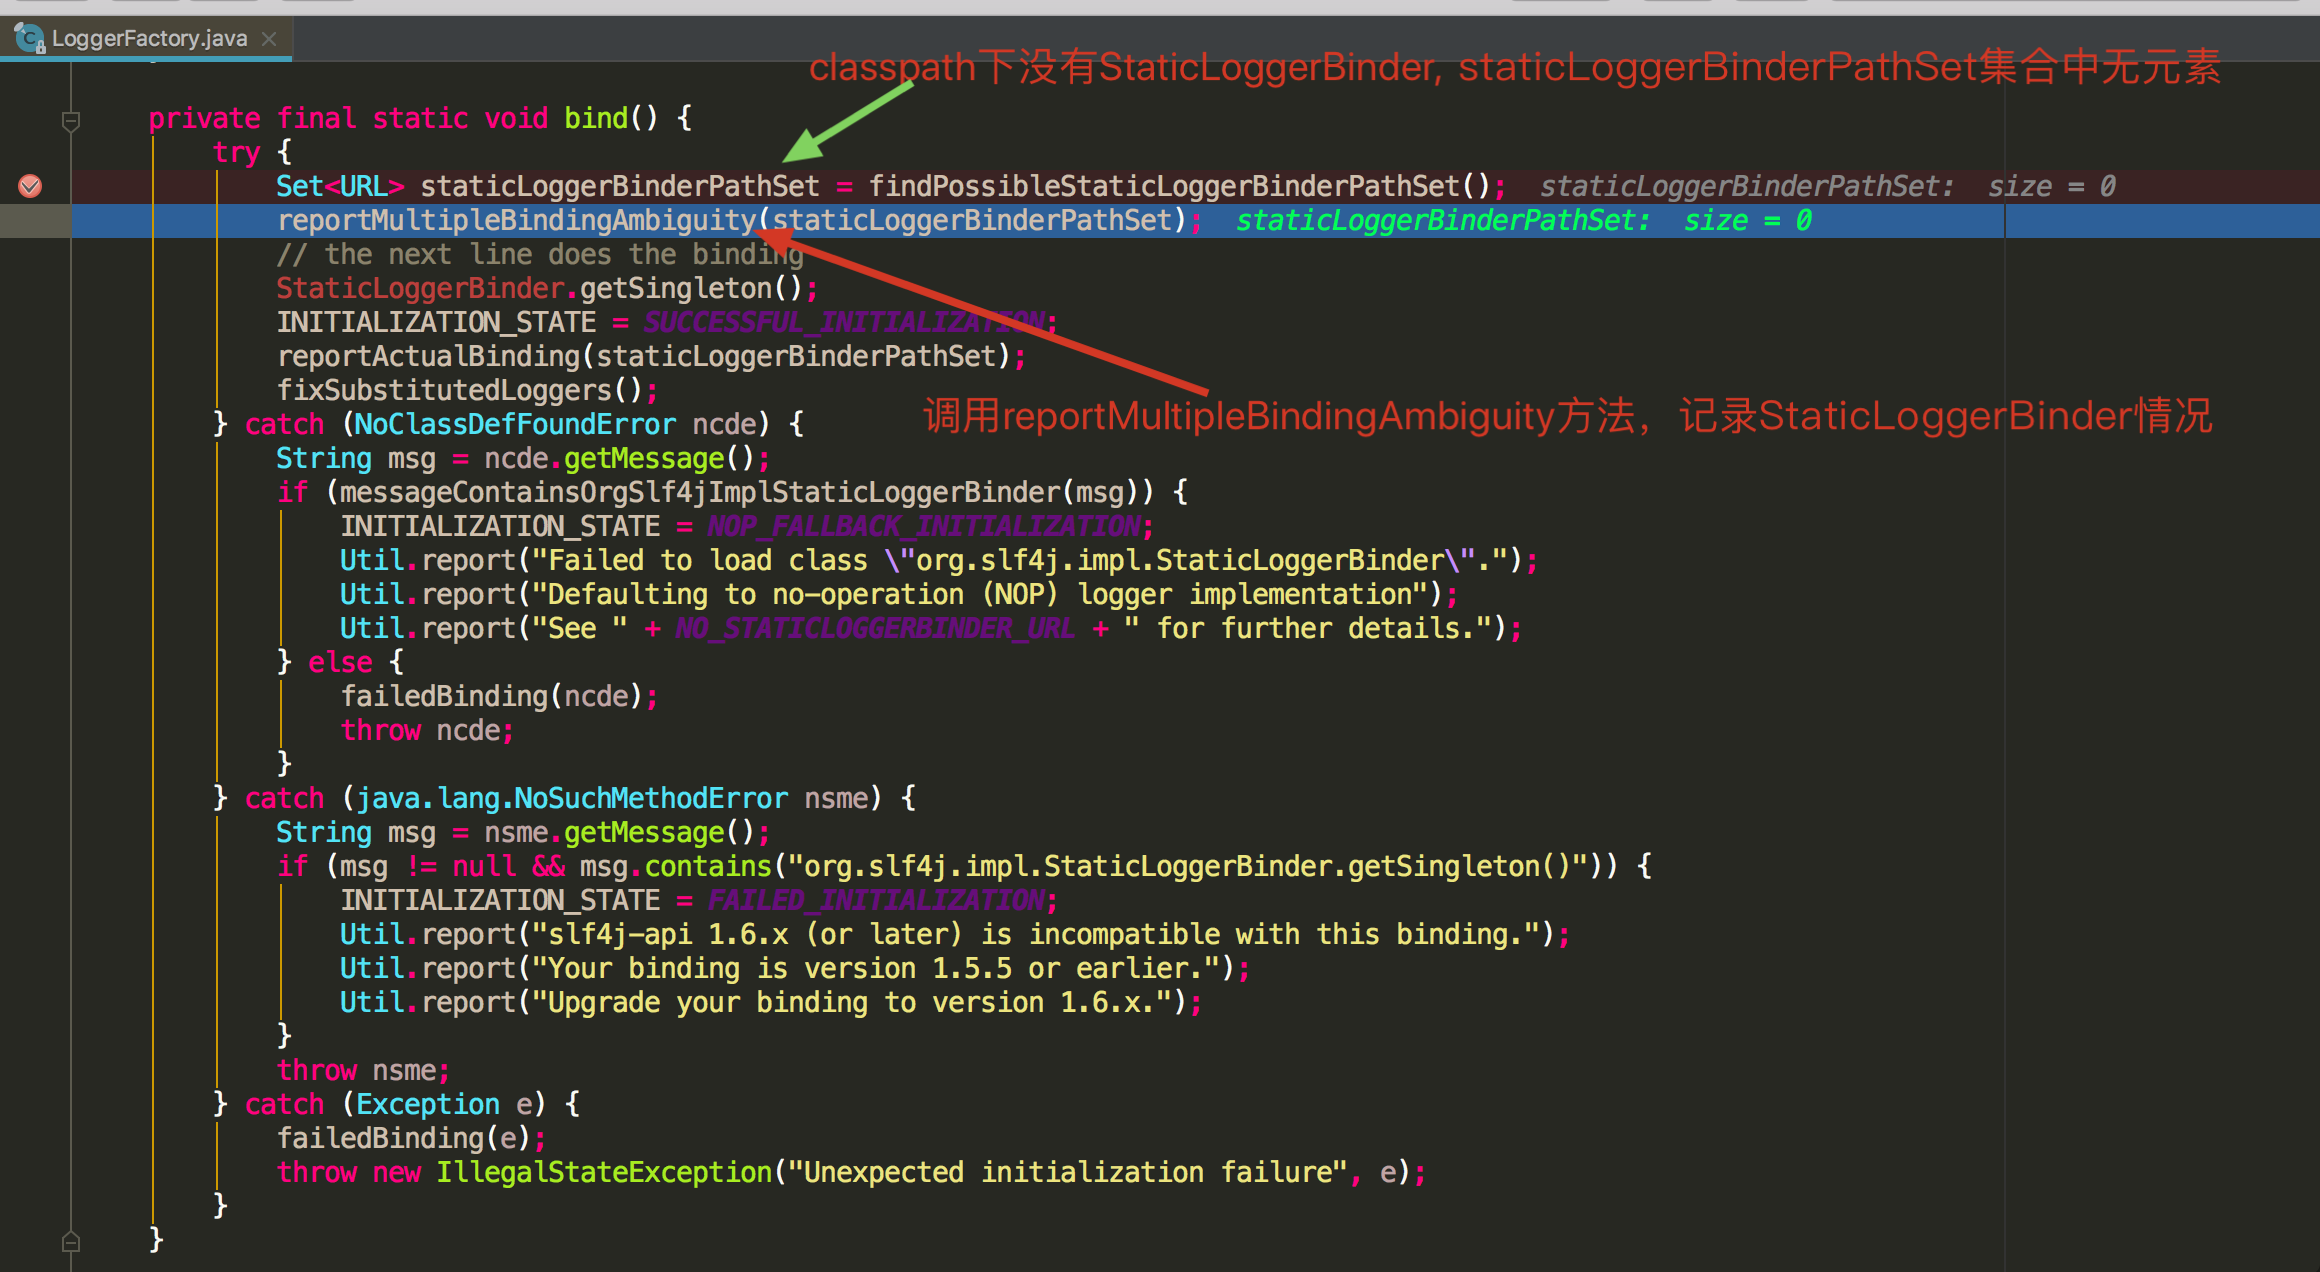 LoggerFactory.java
classpath下没有StaticLoggerBinder, staticLoggerBinderPathSet集合中无元素
private final static void bind() {
try {
Set<URL> staticLoggerBinderPathSet = findPossibleStaticLoggerBinderPathSet(); staticLoggerBinderPathSet: size = 0
reportMultipleBindingAmbiguity(staticLoggerBinderPathSet); staticLoggerBinderPathSet: size = 0
// the next line does the binding
StaticLoggerBinder.getSingleton();
INITIALIZATION_STATE = SUCCESSFUL_INITIALIZATION;
reportActualBinding(staticLoggerBinderPathSet);
fixSubstitutedLoggers();
调用reportMultipleBindingAmbiguity方法，记录StaticLoggerBinder情况
} catch (NoClassDefFoundError ncde) {
String msg = ncde.getMessage();
if (messageContainsOrgSlf4jImplStaticLoggerBinder(msg)) {
INITIALIZATION_STATE = NOP_FALLBACK_INITIALIZATION;
Util.report("Failed to load class \"org.slf4j.impl.StaticLoggerBinder\".");
Util.report("Defaulting to no-operation (NOP) logger implementation");
Util.report("See " + NO_STATICLOGGERBINDER_URL + " for further details.");
} else {
failedBinding(ncde);
throw ncde;
}
} catch (java.lang.NoSuchMethodError nsme) {
String msg = nsme.getMessage();
if (msg != null && msg.contains("org.slf4j.impl.StaticLoggerBinder.getSingleton()")) {
INITIALIZATION_STATE = FAILED_INITIALIZATION;
Util.report("slf4j-api 1.6.x (or later) is incompatible with this binding.");
Util.report("Your binding is version 1.5.5 or earlier.");
Util.report("Upgrade your binding to version 1.6.x.");
}
throw nsme;
} catch (Exception e) {
failedBinding(e);
throw new IllegalStateException("Unexpected initialization failure", e);
}
}